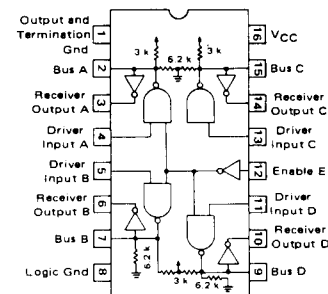 Output and
Termination
Gnd
1
16
VCC
3 k
3 k
6.2 k
Bus A
2
15
Bus C
Receiver
Output A
3
14
Receiver
Output C
Driver
Input A
4
13
Driver
Input C
Driver
Input B
5
12
Enable E
Receiver
Output B
6
11
Driver
Input D
Bus B
7
10
Receiver
Output D
6.2 k
3 k
6.2 k
Logic Gnd
8
9
Bus D